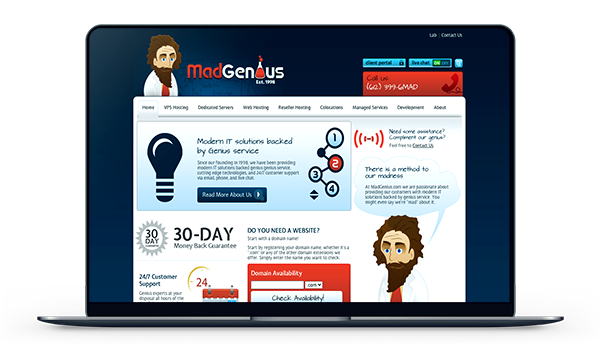 Lab | Contact Us
MadGenius
Est. 1998
client portal
live chat ON OFF
Call us:
(612) 399-6MAD
Home VPS Hosting Dedicated Servers Web Hosting Reseller Hosting Colocations Managed Services Development About
Modern IT solutions backed
by Genius service
Since our founding in 1998, we have been providing
modern IT solutions backed genius genius service,
cutting edge technologies, and 24/7 customer support
via email, phone, and live chat.
Read More About Us
1
2
3
4
Need some assistance?
Compliment our genius?
Feel free to Contact Us
There is a method to
our madness
At MadGenius.com we are passionate about
providing our customers with modern IT
solutions backed by genius service. You
might even say we're "mad" about it.
30
DAY
30-DAY
Money Back Guarantee
24/7 Customer
Support
Genius experts at your
disposal all hours of the
24
DO YOU NEED A WEBSITE?
Start with a domain name!
Start by registering your domain name, whether it's a
".com" or any of the other domain extensions we
offer. Simply enter the name you want to check:
Domain Availability
.com
Check Availability!